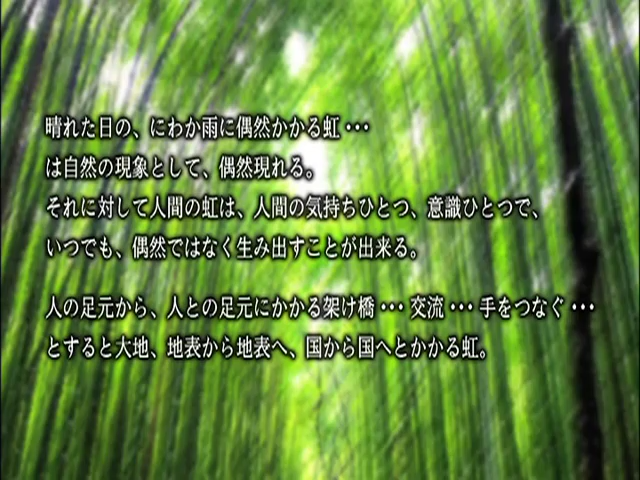 晴れた日の、にわか雨に偶然かかる虹 ･･･
は自然の現象として、偶然現れる。
それに対して人間の虹は、人間の気持ちひとつ、意識ひとつで、
いつでも、偶然ではなく生み出すことが出来る。
人の足元から、人との足元にかかる架け橋 ･･･ 交流 ･･･ 手をつなぐ ･･･
とすると大地、地表から地表へ、国から国へとかかる虹。